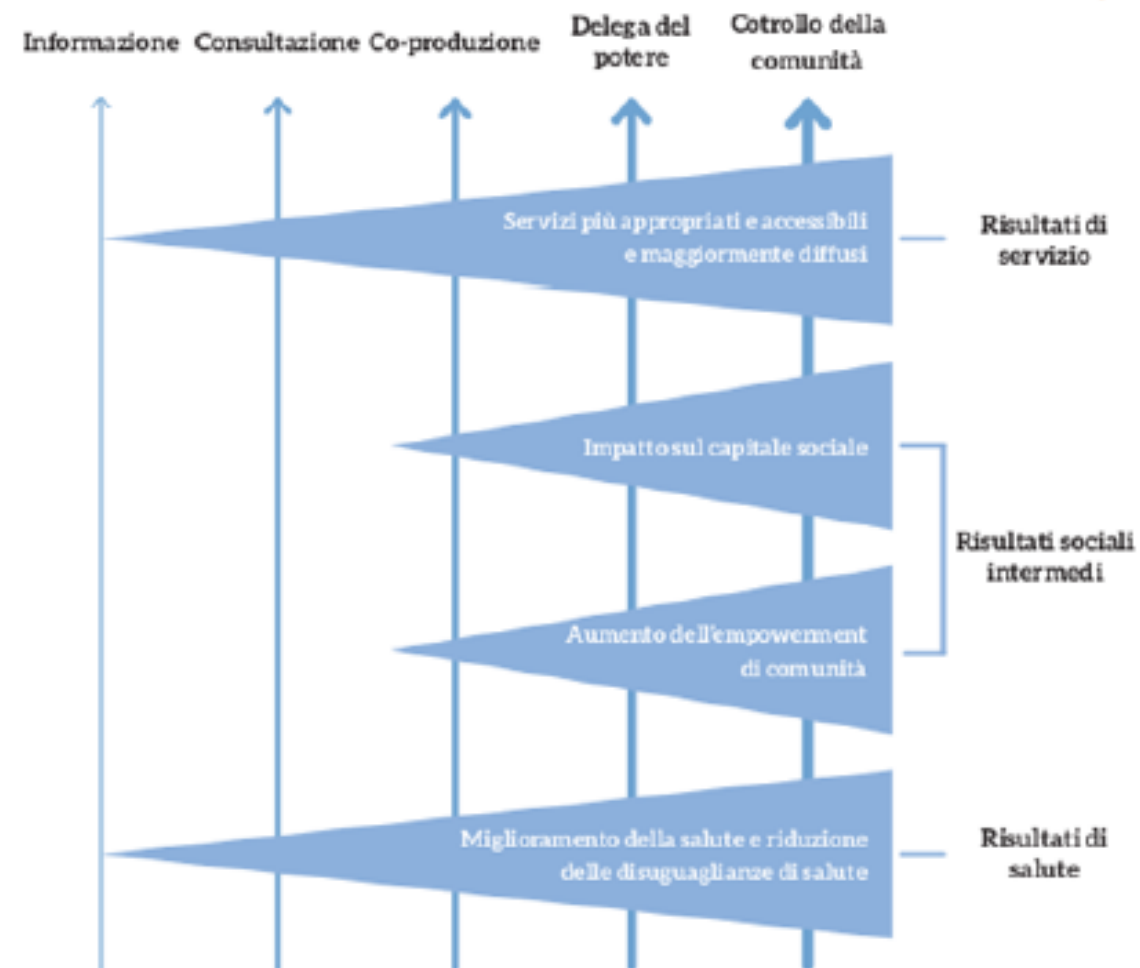 Informazione
Consultazione
Co-produzione
Delega del
potere
Cotrollo della
comunità
Servizi più appropriati e accessibili
e maggiormente diffusi
Risultati di
servizio
Impatto sul capitale sociale
Risultati sociali
intermedi
Aumento dell'empowerment
di comunità
Miglioramento della salute e riduzione
delle disuguaglianze di salute
Risultati di
salute